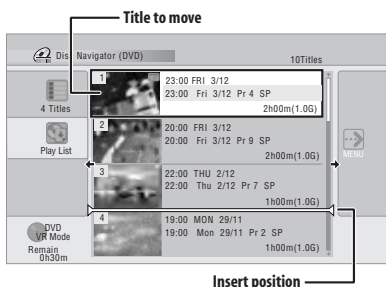 Title to move
Disc Navigator (DVD)
10Titles
4 Titles
Play List
DVD
VR Mode
Remain
0h30m
1
23:00 FRI 3/12
23:00 Fri 3/12 Pr 4 SP
2h00m(1.0G)
2
20:00 FRI 3/12
20:00 Fri 3/12 Pr 9 SP
2h00m(1.0G)
3
22:00 THU 2/12
22:00 Thu 2/12 Pr 7 SP
1h00m(1.0G)
4
19:00 MON 29/11
19:00 Mon 29/11 Pr 2 SP
1h00m(1.0G)
MENU
Insert position